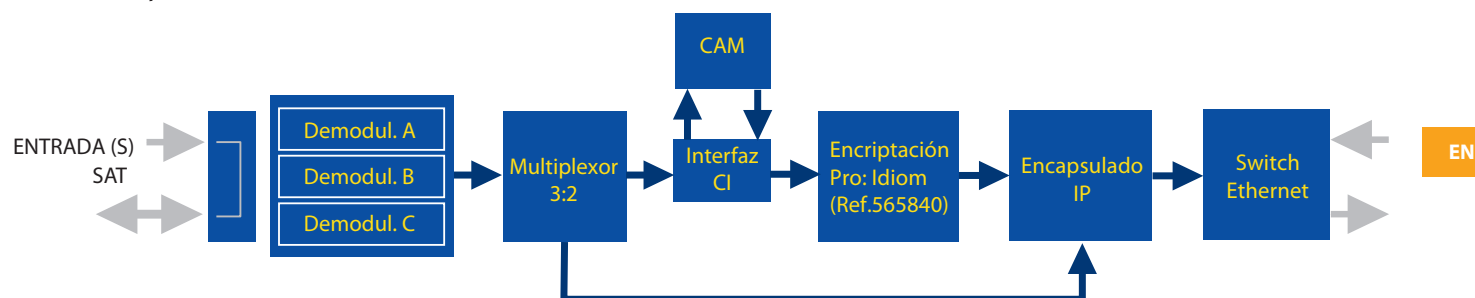 CAM
ENTRADA (S)
SAT
Demodul. A
Demodul. B
Demodul. C
Multiplexor
3:2
Interfaz
CI
Encriptación
Pro: Idiom
(Ref.565840)
Encapsulado
IP
Switch
Ethernet
EN